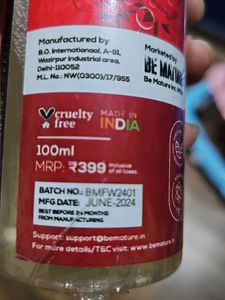 Manufactured by
B.O. International, A-91,
Wazirpur industrial area,
Delhi-110052
M.L. No.: NW(0300)/17/955
Marketed by
BE MATURE
Be Mature Inc.
cruelty
free
MADE IN
INDIA
100ml
MRP: ₹399 inclusive
of all taxes
BATCH NO: BMFW2401
MFG DATE: JUNE-2024
BEST BEFORE 24 MONTHS
FROM MANUFACTURING.
Support: support@bemature.in
For more details/T&C visit: www.bemature.